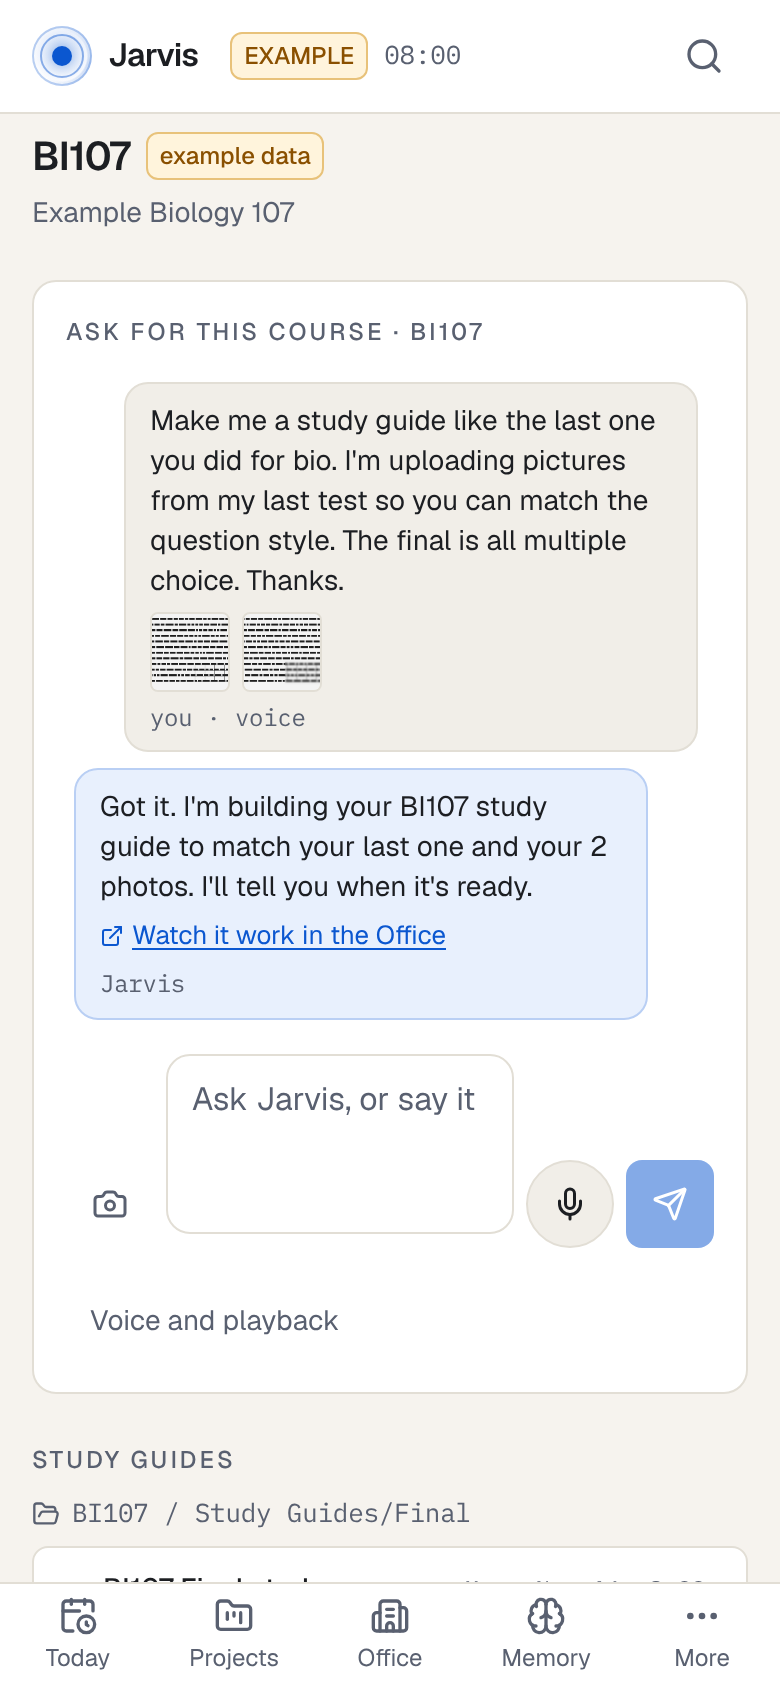 Jarvis EXAMPLE 08:00
BI107 example data
Example Biology 107
ASK FOR THIS COURSE · BI107
Make me a study guide like the last one
you did for bio. I'm uploading pictures
from my last test so you can match the
question style. The final is all multiple
choice. Thanks.
you · voice
Got it. I'm building your BI107 study
guide to match your last one and your 2
photos. I'll tell you when it's ready.
Watch it work in the Office
Jarvis
Ask Jarvis, or say it
Voice and playback
STUDY GUIDES
BI107 / Study Guides/Final
Today Projects Office Memory More